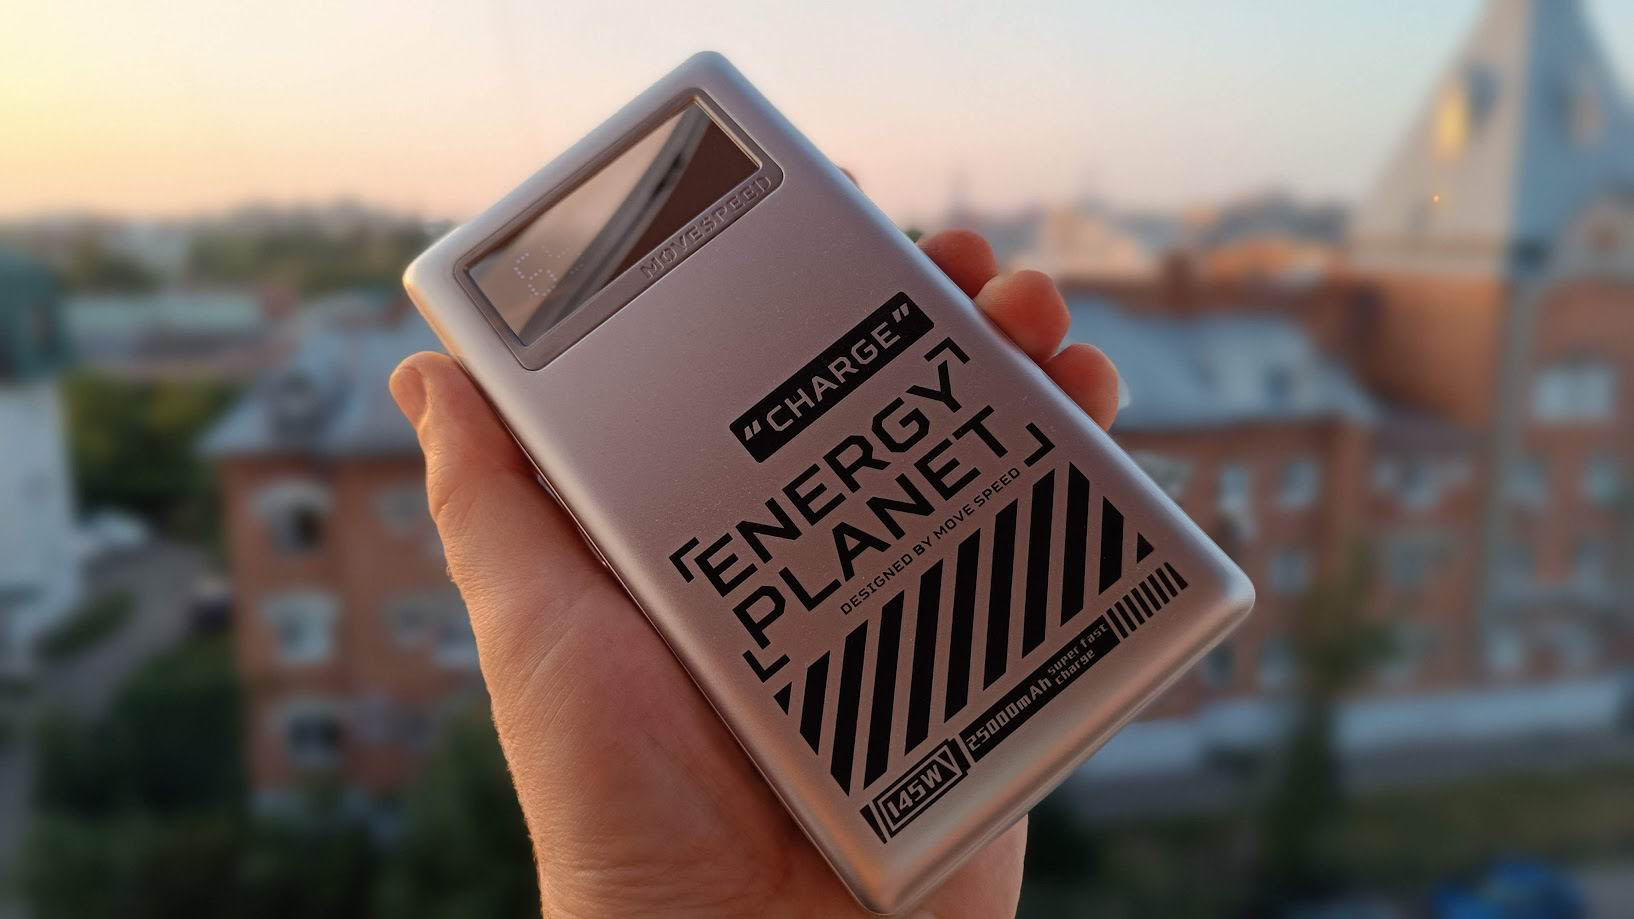 MOVESPEED
"CHARGE"
ENERGY
PLANET
DESIGNED BY MOVE SPEED
145W 25000mAh super fast
charge